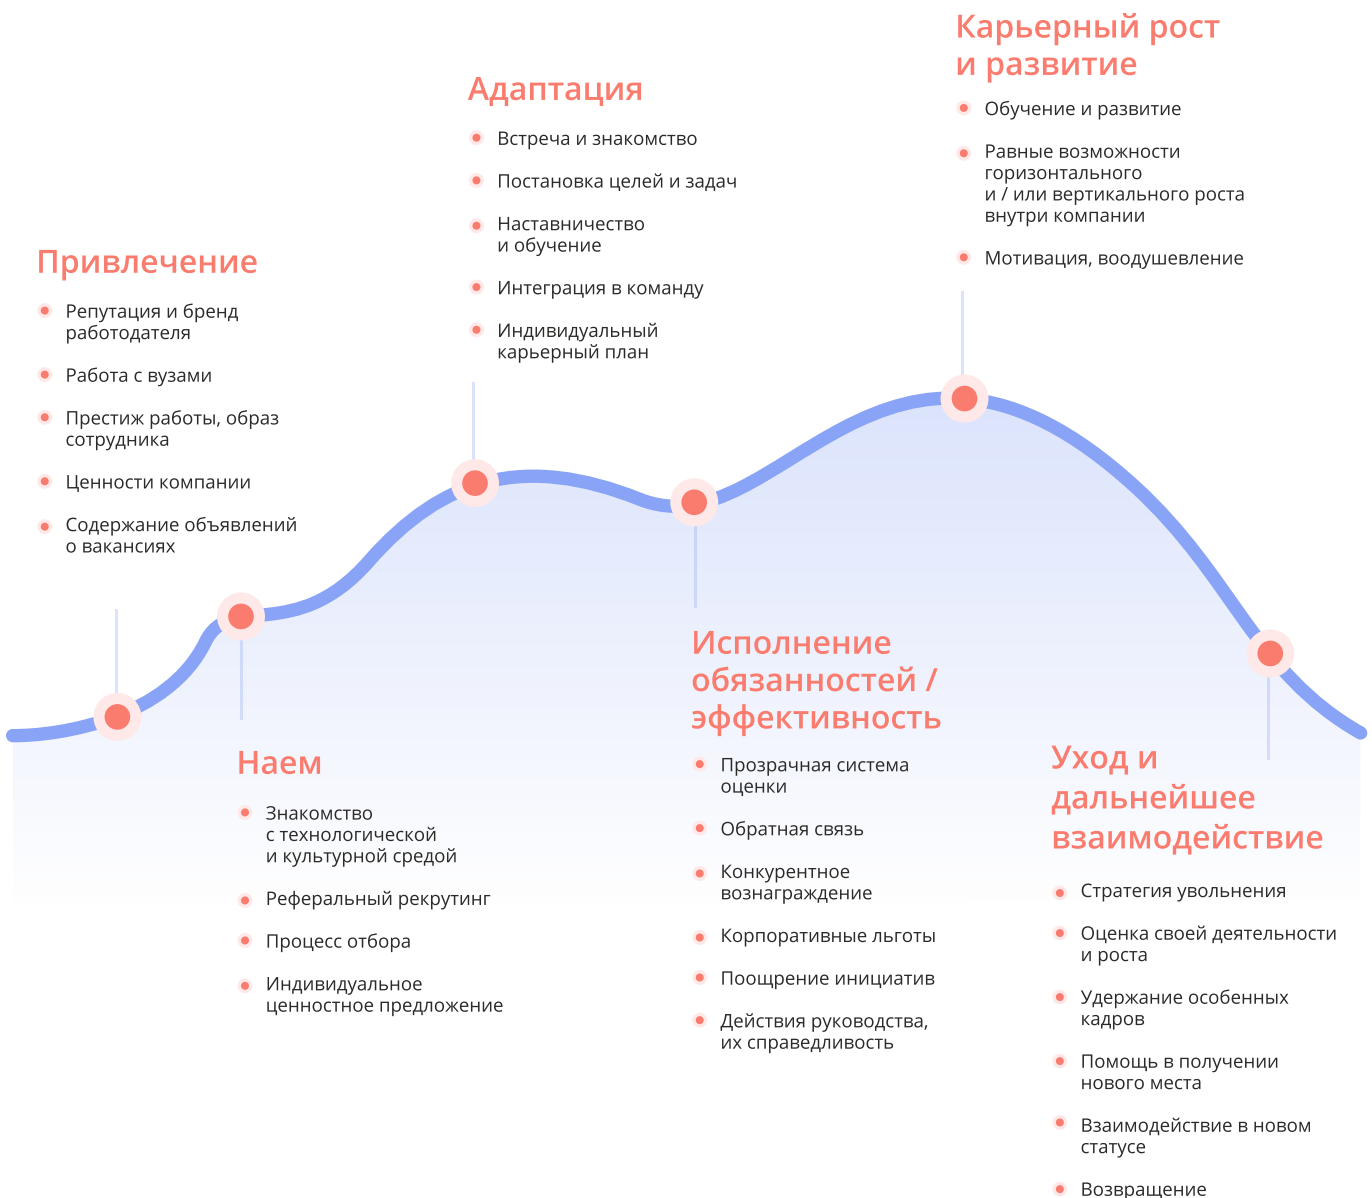 Привлечение
Репутация и бренд
работодателя
Работа с вузами
Престиж работы, образ
сотрудника
Ценности компании
Содержание объявлений
о вакансиях
Наем
Знакомство
с технологической
и культурной средой
Реферальный рекрутинг
Процесс отбора
Индивидуальное
ценностное предложение
Адаптация
Встреча и знакомство
Постановка целей и задач
Наставничество
и обучение
Интеграция в команду
Индивидуальный
карьерный план
Исполнение
обязанностей /
эффективность
Прозрачная система
оценки
Обратная связь
Конкурентное
вознаграждение
Корпоративные льготы
Поощрение инициатив
Действия руководства,
их справедливость
Карьерный рост
и развитие
Обучение и развитие
Равные возможности
горизонтального
и / или вертикального роста
внутри компании
Мотивация, воодушевление
Уход и
дальнейшее
взаимодействие
Стратегия увольнения
Оценка своей деятельности
и роста
Удержание особенных
кадров
Помощь в получении
нового места
Взаимодействие в новом
статусе
Возвращение